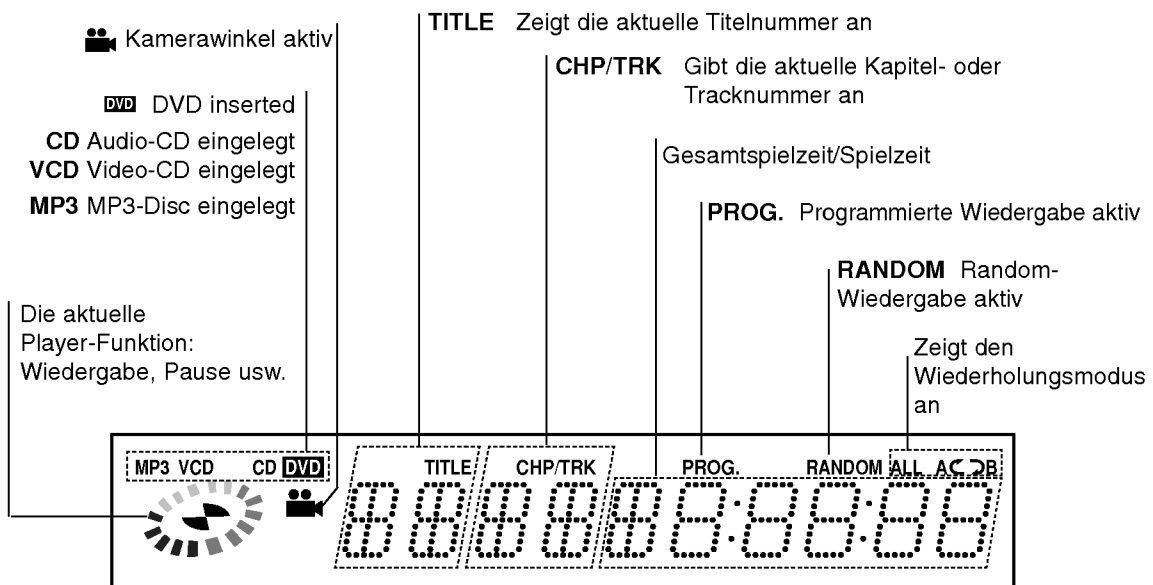 TITLE Zeigt die aktuelle Titelnummer an
Kamerawinkel aktiv
CHP/TRK Gibt die aktuelle Kapitel- oder
Tracknummer an
DVD DVD inserted
CD Audio-CD eingelegt
VCD Video-CD eingelegt
MP3 MP3-Disc eingelegt
Gesamtspielzeit/Spielzeit
PROG. Programmierte Wiedergabe aktiv
RANDOM Random-
Wiedergabe aktiv
Die aktuelle
Player-Funktion:
Wiedergabe, Pause usw.
Zeigt den
Wiederholungsmodus
an
MP3 VCD CD DVD TITLE CHP/TRK PROG. RANDOM ALL A B